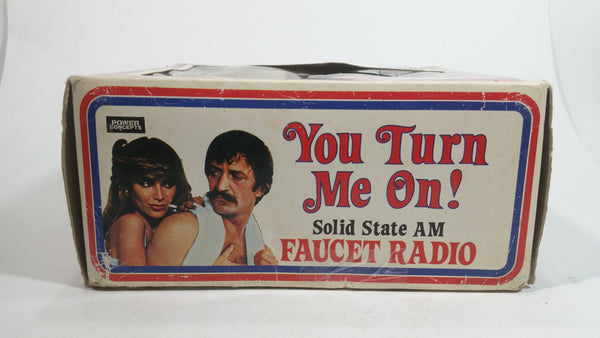 POWER
CONCEPTS
You Turn
Me On!
Solid State AM
FAUCET RADIO